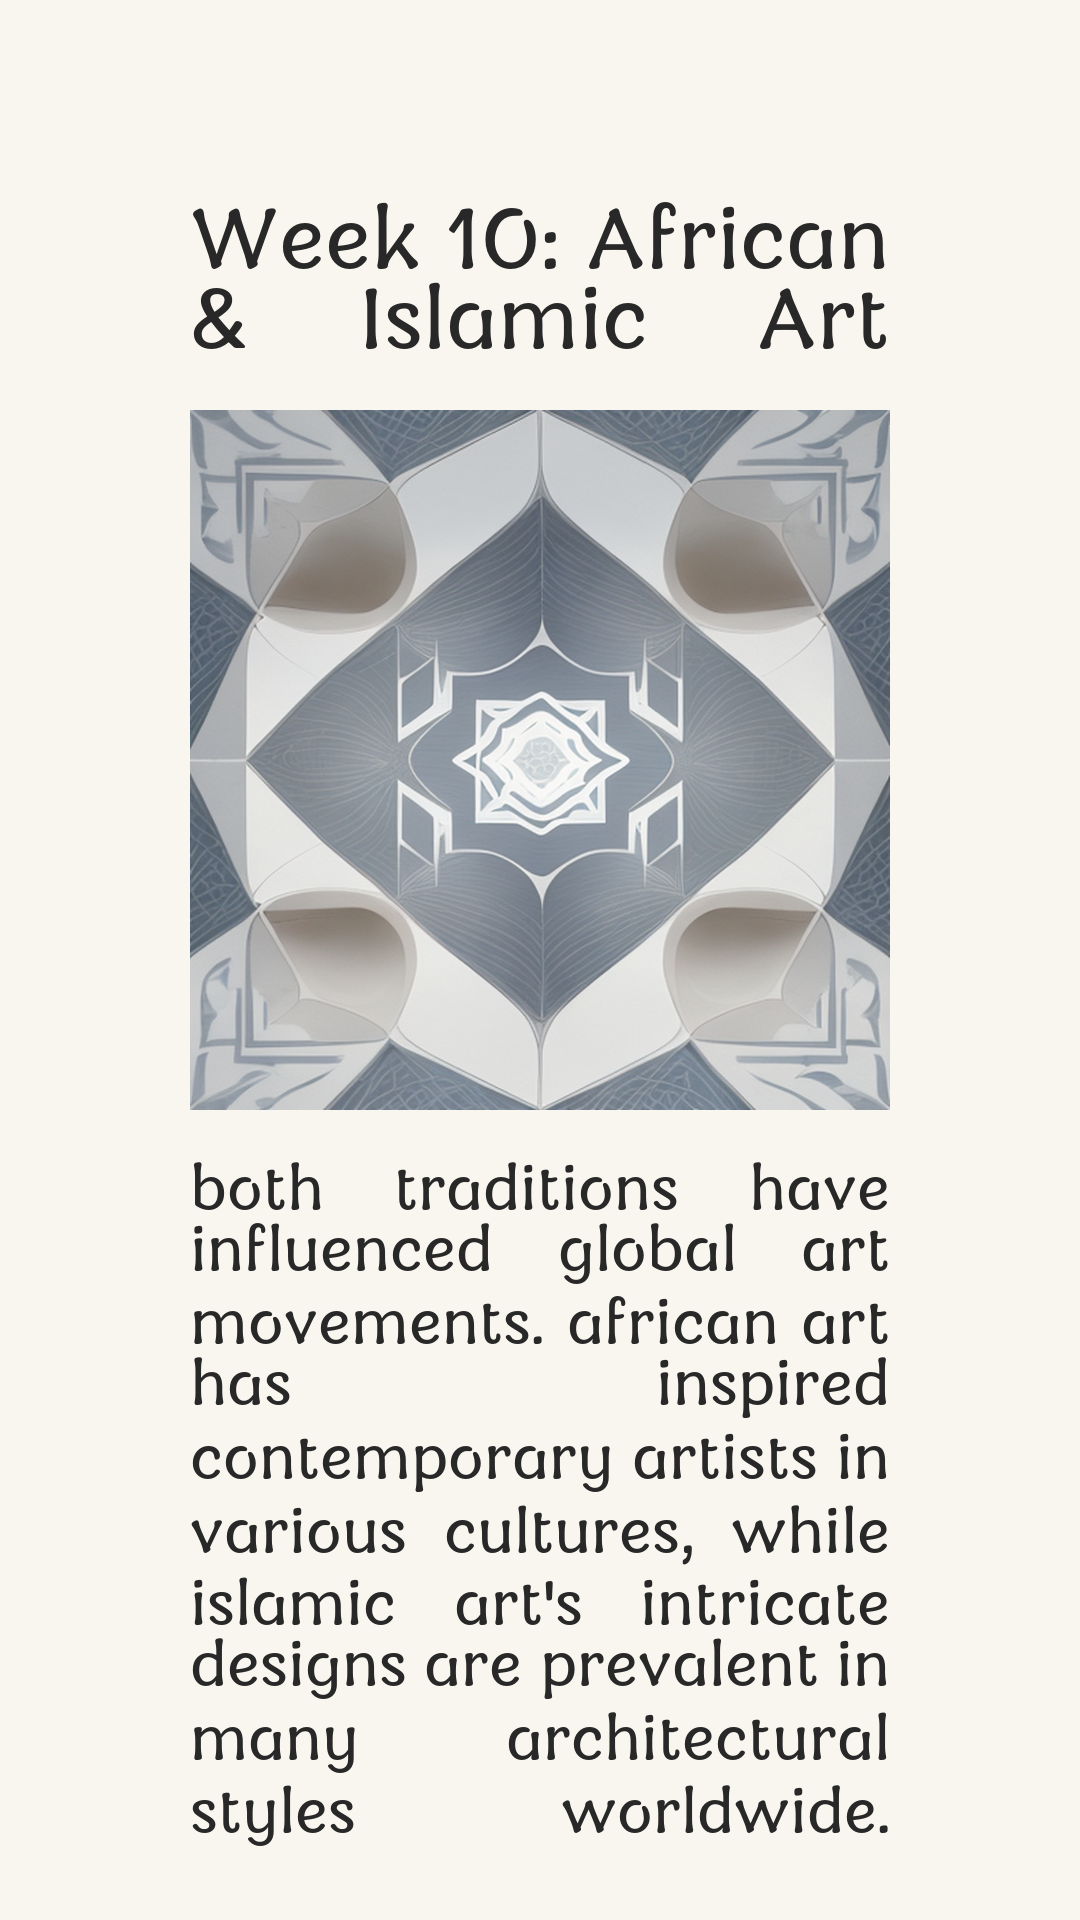 Week 10: African
& Islamic Art
both traditions have
influenced global art
movements. african art
has inspired
contemporary artists in
various cultures, while
islamic art's intricate
designs are prevalent in
many architectural
styles worldwide.